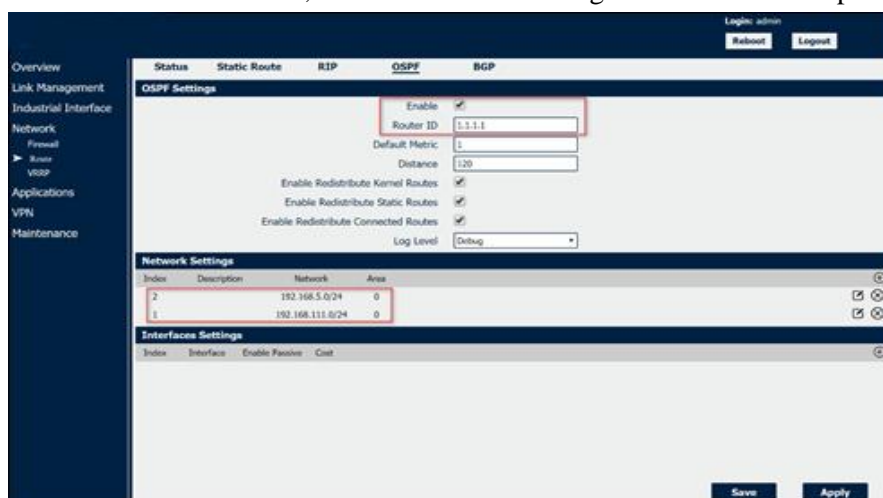 Login: admin
Reboot Logout
Overview
Link Management
Industrial Interface
Network
Firewall
Route
VRRP
Applications
VPN
Maintenance
Status Static Route RIP OSPF BGP
OSPF Settings
Enable
Router ID 1.1.1.1
Default Metric 1
Distance 120
Enable Redistribute Kernel Routes
Enable Redistribute Static Routes
Enable Redistribute Connected Routes
Log Level Debug
Network Settings
Index Description Network Area
2 192.168.5.0/24 0
1 192.168.111.0/24 0
Interfaces Settings
Index Interface Enable Passive Cost
Save Apply